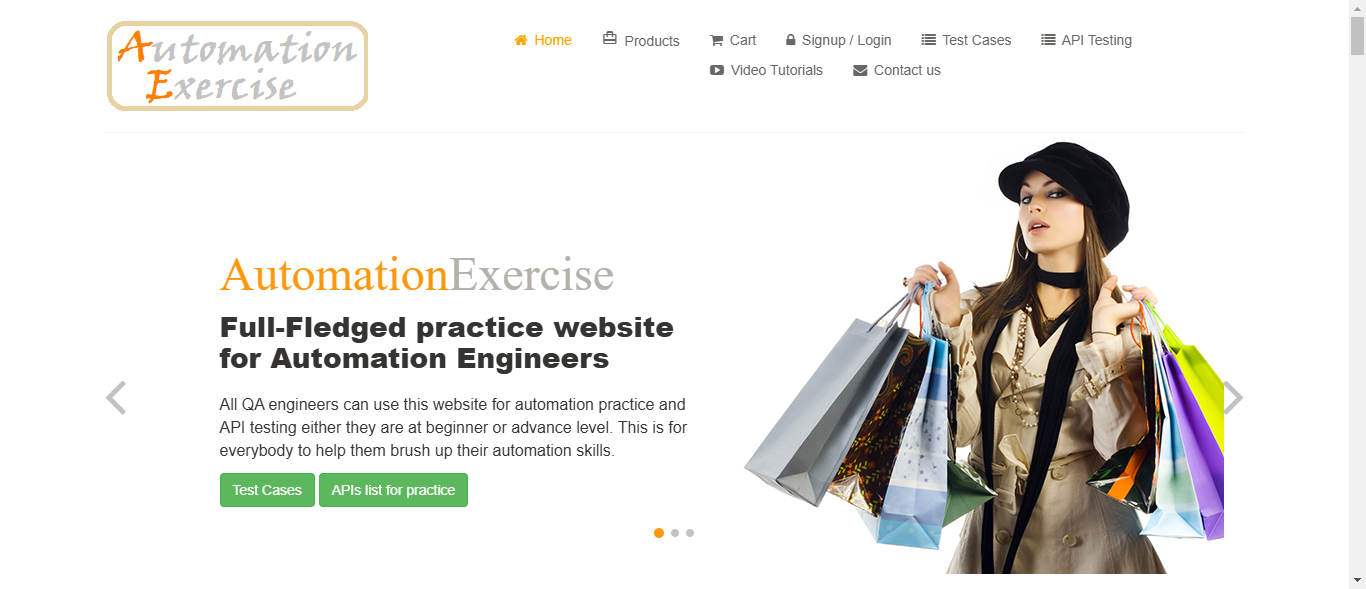 Automation
Exercise
Home Products Cart Signup / Login Test Cases API Testing
Video Tutorials Contact us
AutomationExercise
Full-Fledged practice website
for Automation Engineers
All QA engineers can use this website for automation practice and
API testing either they are at beginner or advance level. This is for
everybody to help them brush up their automation skills.
Test Cases APIs list for practice